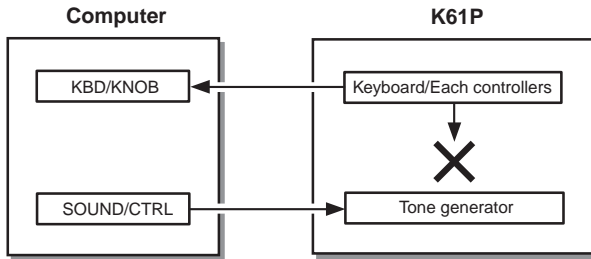 Computer
K61P
KBD/KNOB
Keyboard/Each controllers
SOUND/CTRL
Tone generator